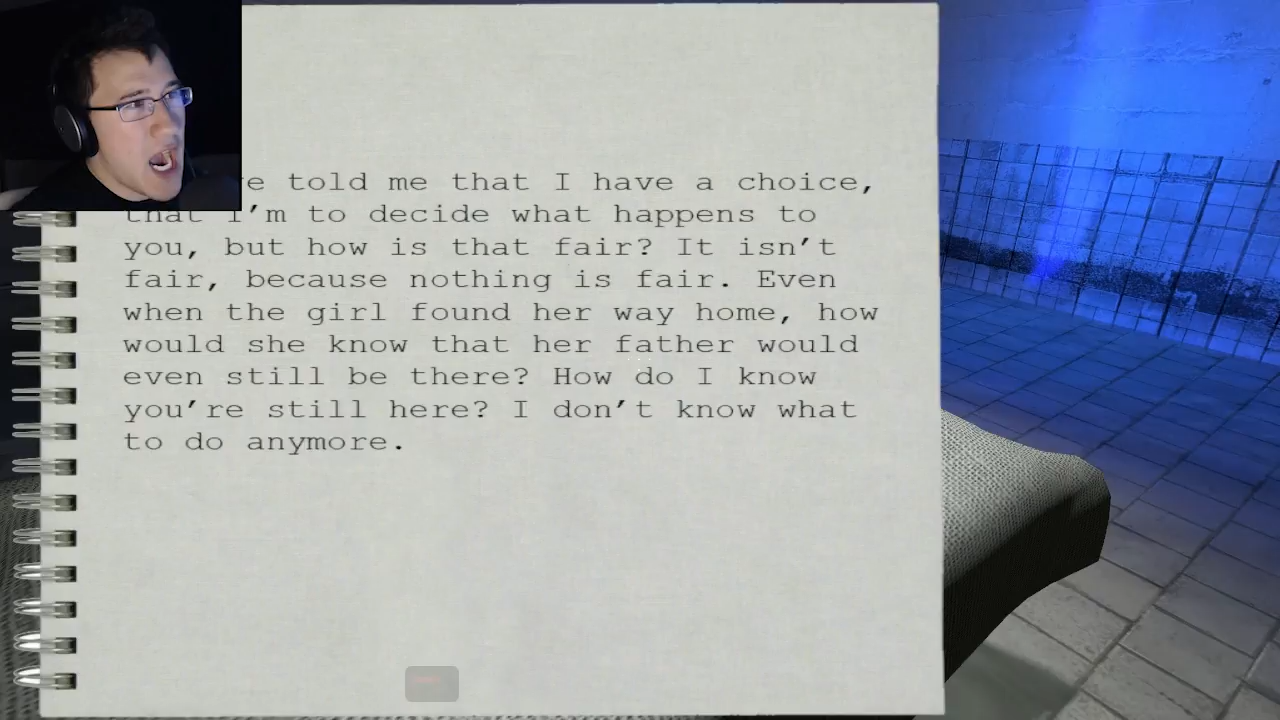 told me that I have a choice,
that I'm to decide what happens to
you, but how is that fair? It isn't
fair, because nothing is fair. Even
when the girl found her way home, how
would she know that her father would
even still be there? How do I know
you're still here? I don't know what
to do anymore.